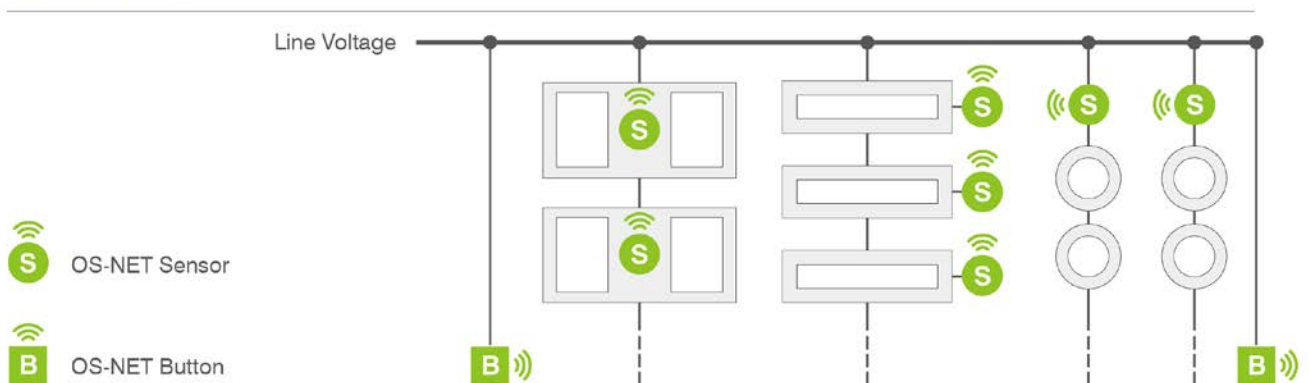 Line Voltage
S S S
S S
S
S S
S OS-NET Sensor
S
B OS-NET Button B B